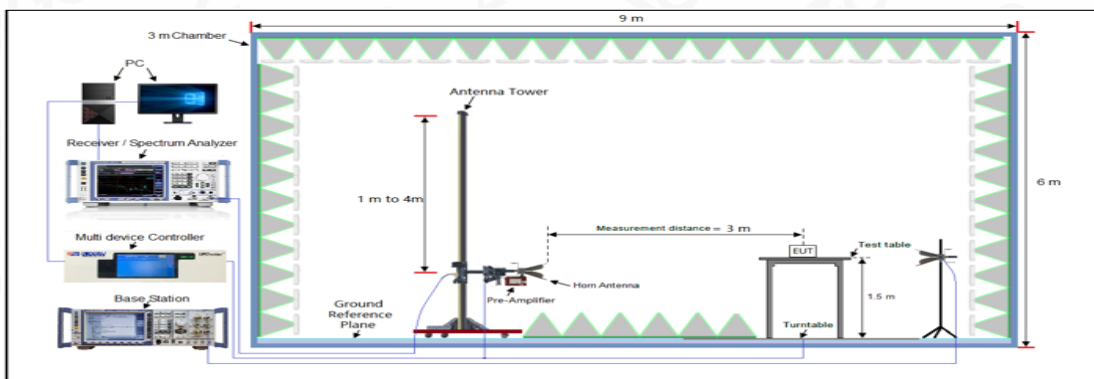 9 m
3 m Chamber
PC
Antenna Tower
Receiver / Spectrum Analyzer
1 m to 4m
6 m
Measurement distance = 3 m
Multi device Controller
EUT
Test table
Horn Antenna
Pre-Amplifier
Base Station
1.5 m
Ground
Reference
Plane
Turntable